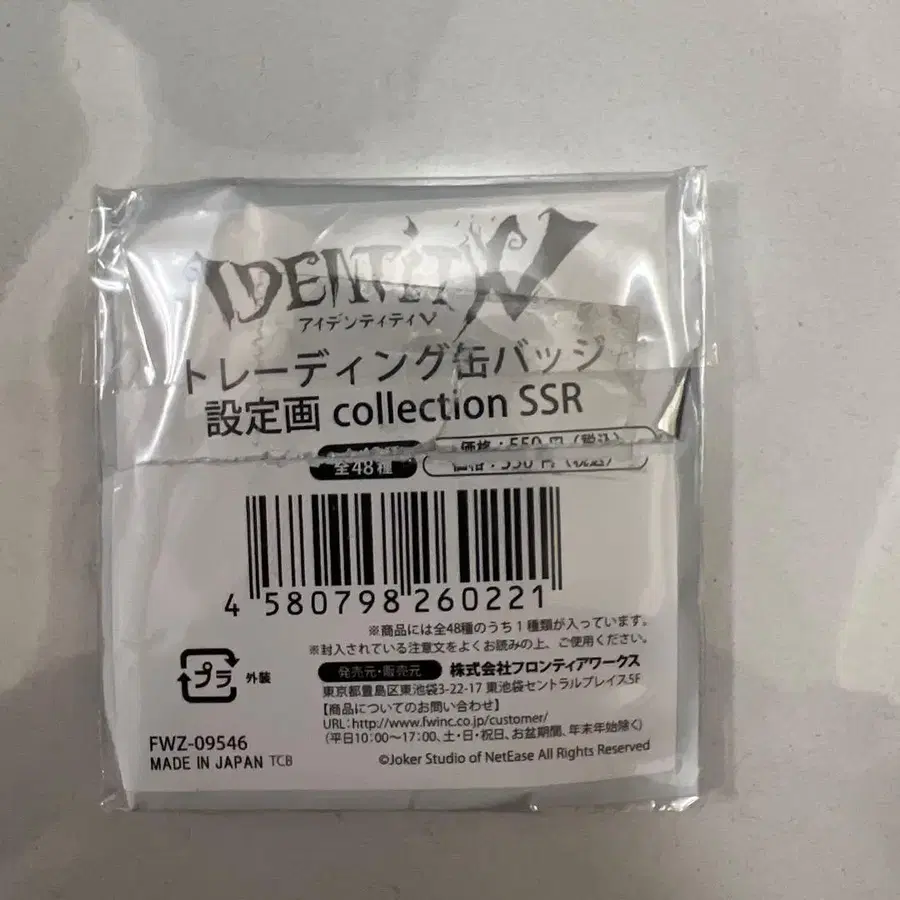 IDENTITY V
アイデンティティV
トレーディング缶バッジ
設定画 collection SSR
全48種 価格：550円（税込）
4 580798 260221
※商品には全48種のうち1種類が入っています。
※封入されている注意文をよくお読みの上、ご使用ください。
プラ 外装
発売元・販売元 株式会社フロンティアワークス
東京都豊島区東池袋3-22-17 東池袋セントラルプレイス5F
【商品についてのお問い合わせ】
URL：http://www.fwinc.co.jp/customer/
(平日10：00〜17：00、土・日・祝日、お盆期間、年末年始除く)
FWZ-09546
MADE IN JAPAN TCB
©Joker Studio of NetEase All Rights Reserved